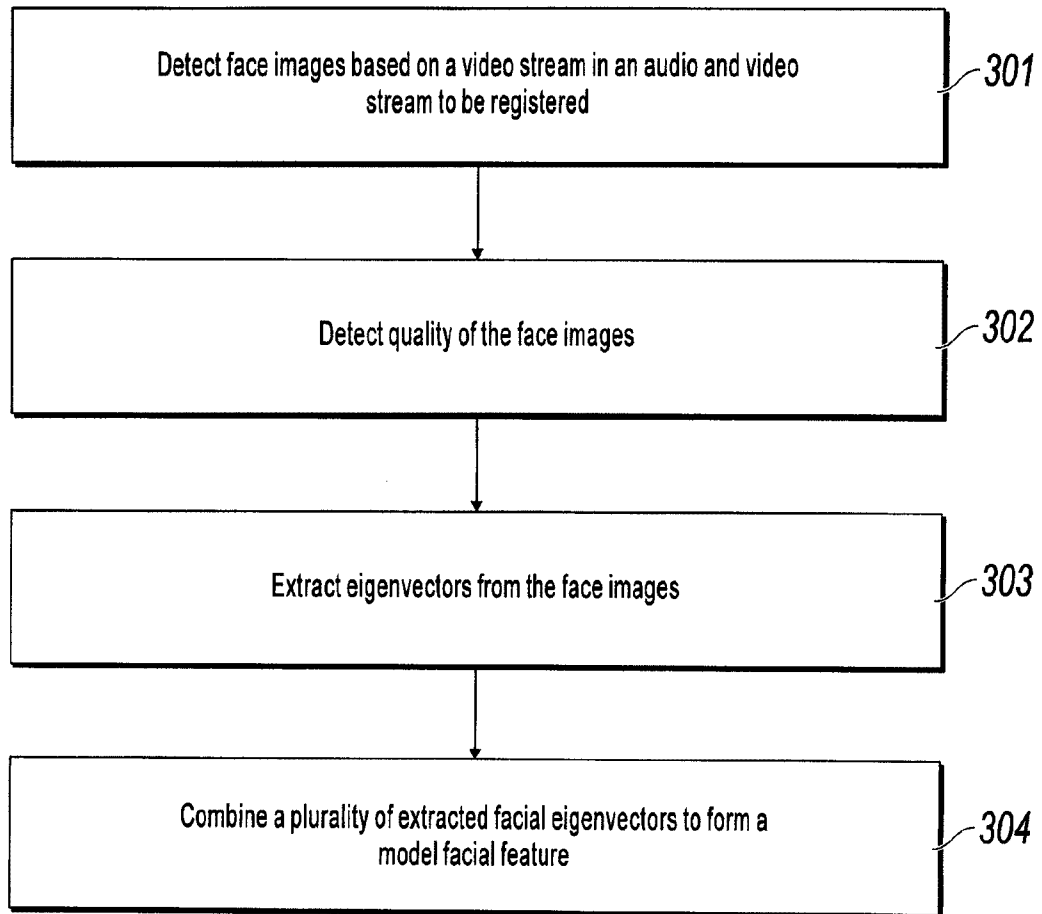 Detect face images based on a video stream in an audio and video
stream to be registered
301
Detect quality of the face images
302
Extract eigenvectors from the face images
303
Combine a plurality of extracted facial eigenvectors to form a
model facial feature
304